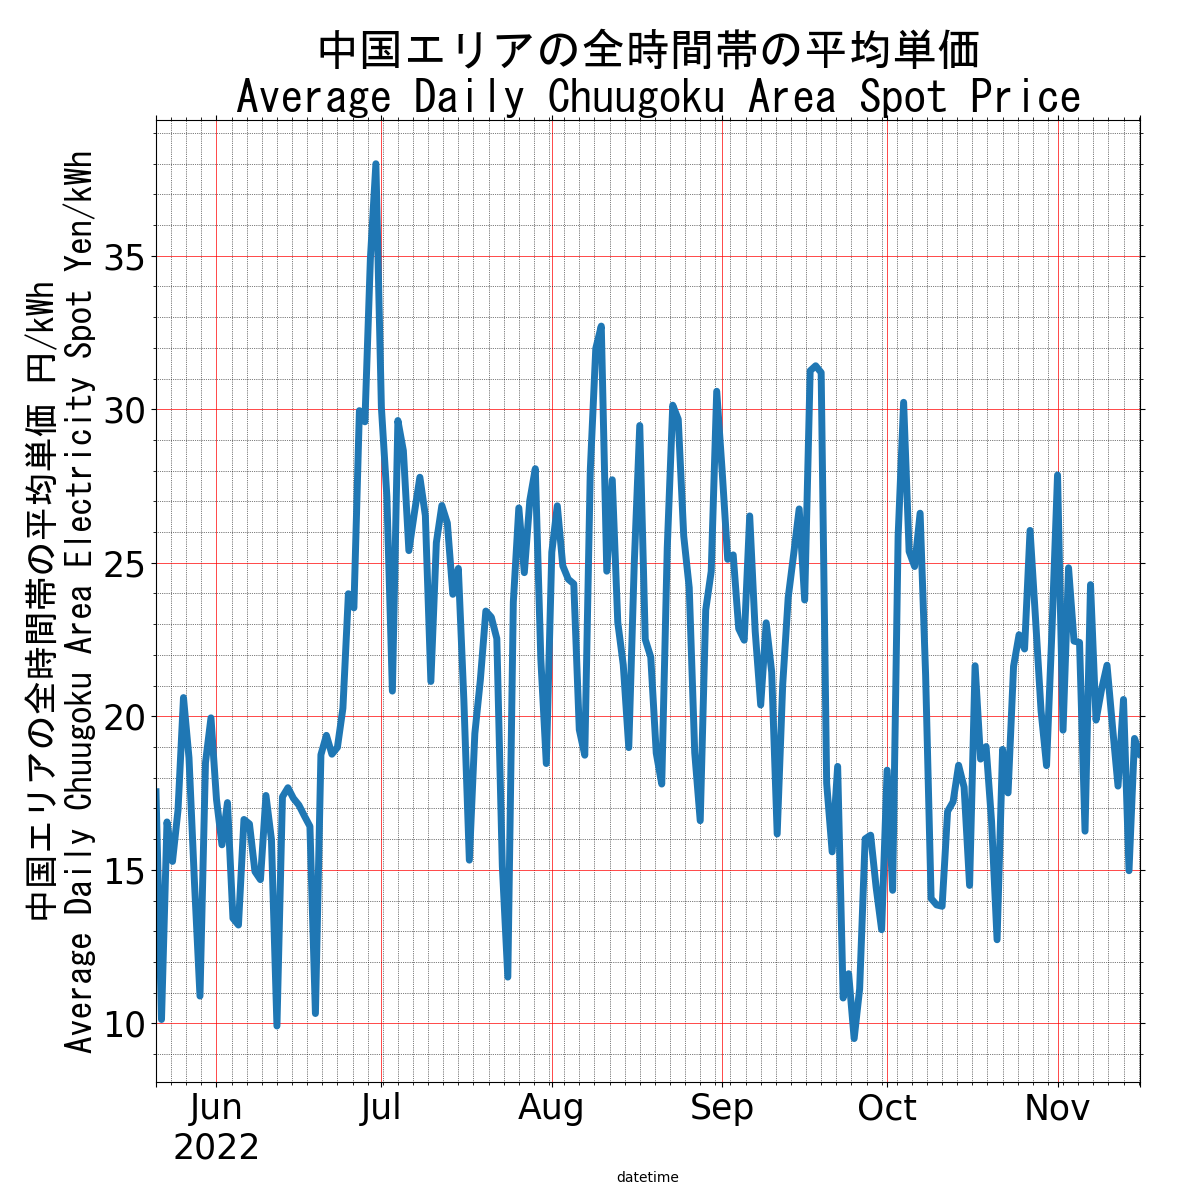 中国エリアの全時間帯の平均単価
Average Daily Chuugoku Area Spot Price
中国エリアの全時間帯の平均単価 円/kWh
Average Daily Chuugoku Area Electricity Spot Yen/kWh
35
30
25
20
15
10
Jun
2022
Jul
Aug
Sep
Oct
Nov
datetime